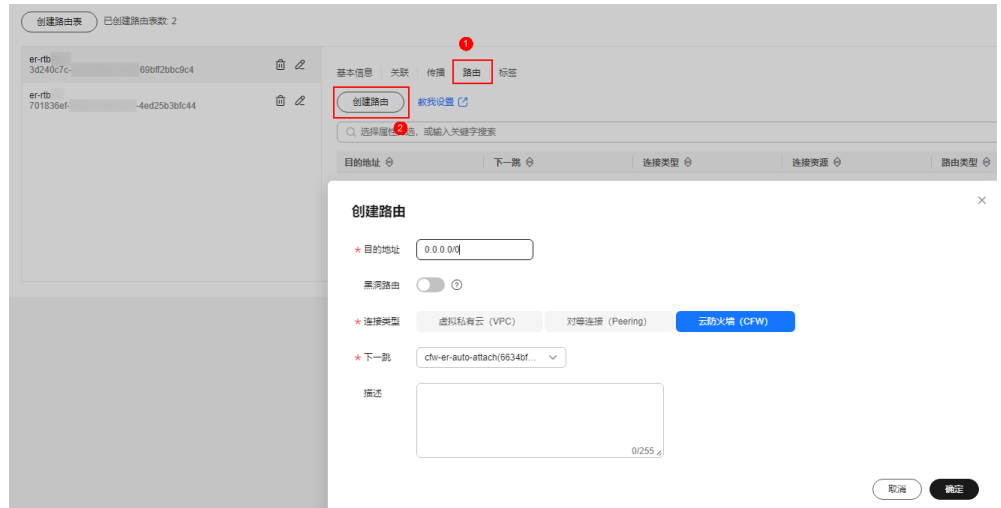 创建路由表 已创建路由表数: 2
1
er-rtb
3d240c7c- 69bff2bbc9c4
er-rtb
701836ef- -4ed25b3bfc44
基本信息 关联 传播 路由 标签
创建路由 教我设置
2
选择属性 选，或输入关键字搜索
目的地址 下一跳 连接类型 连接资源 路由类型
创建路由
* 目的地址 0.0.0.0/0
黑洞路由
* 连接类型 虚拟私有云（VPC） 对等连接（Peering） 云防火墙（CFW）
* 下一跳 cfw-er-auto-attach(6634bf...
描述
0/255
取消 确定